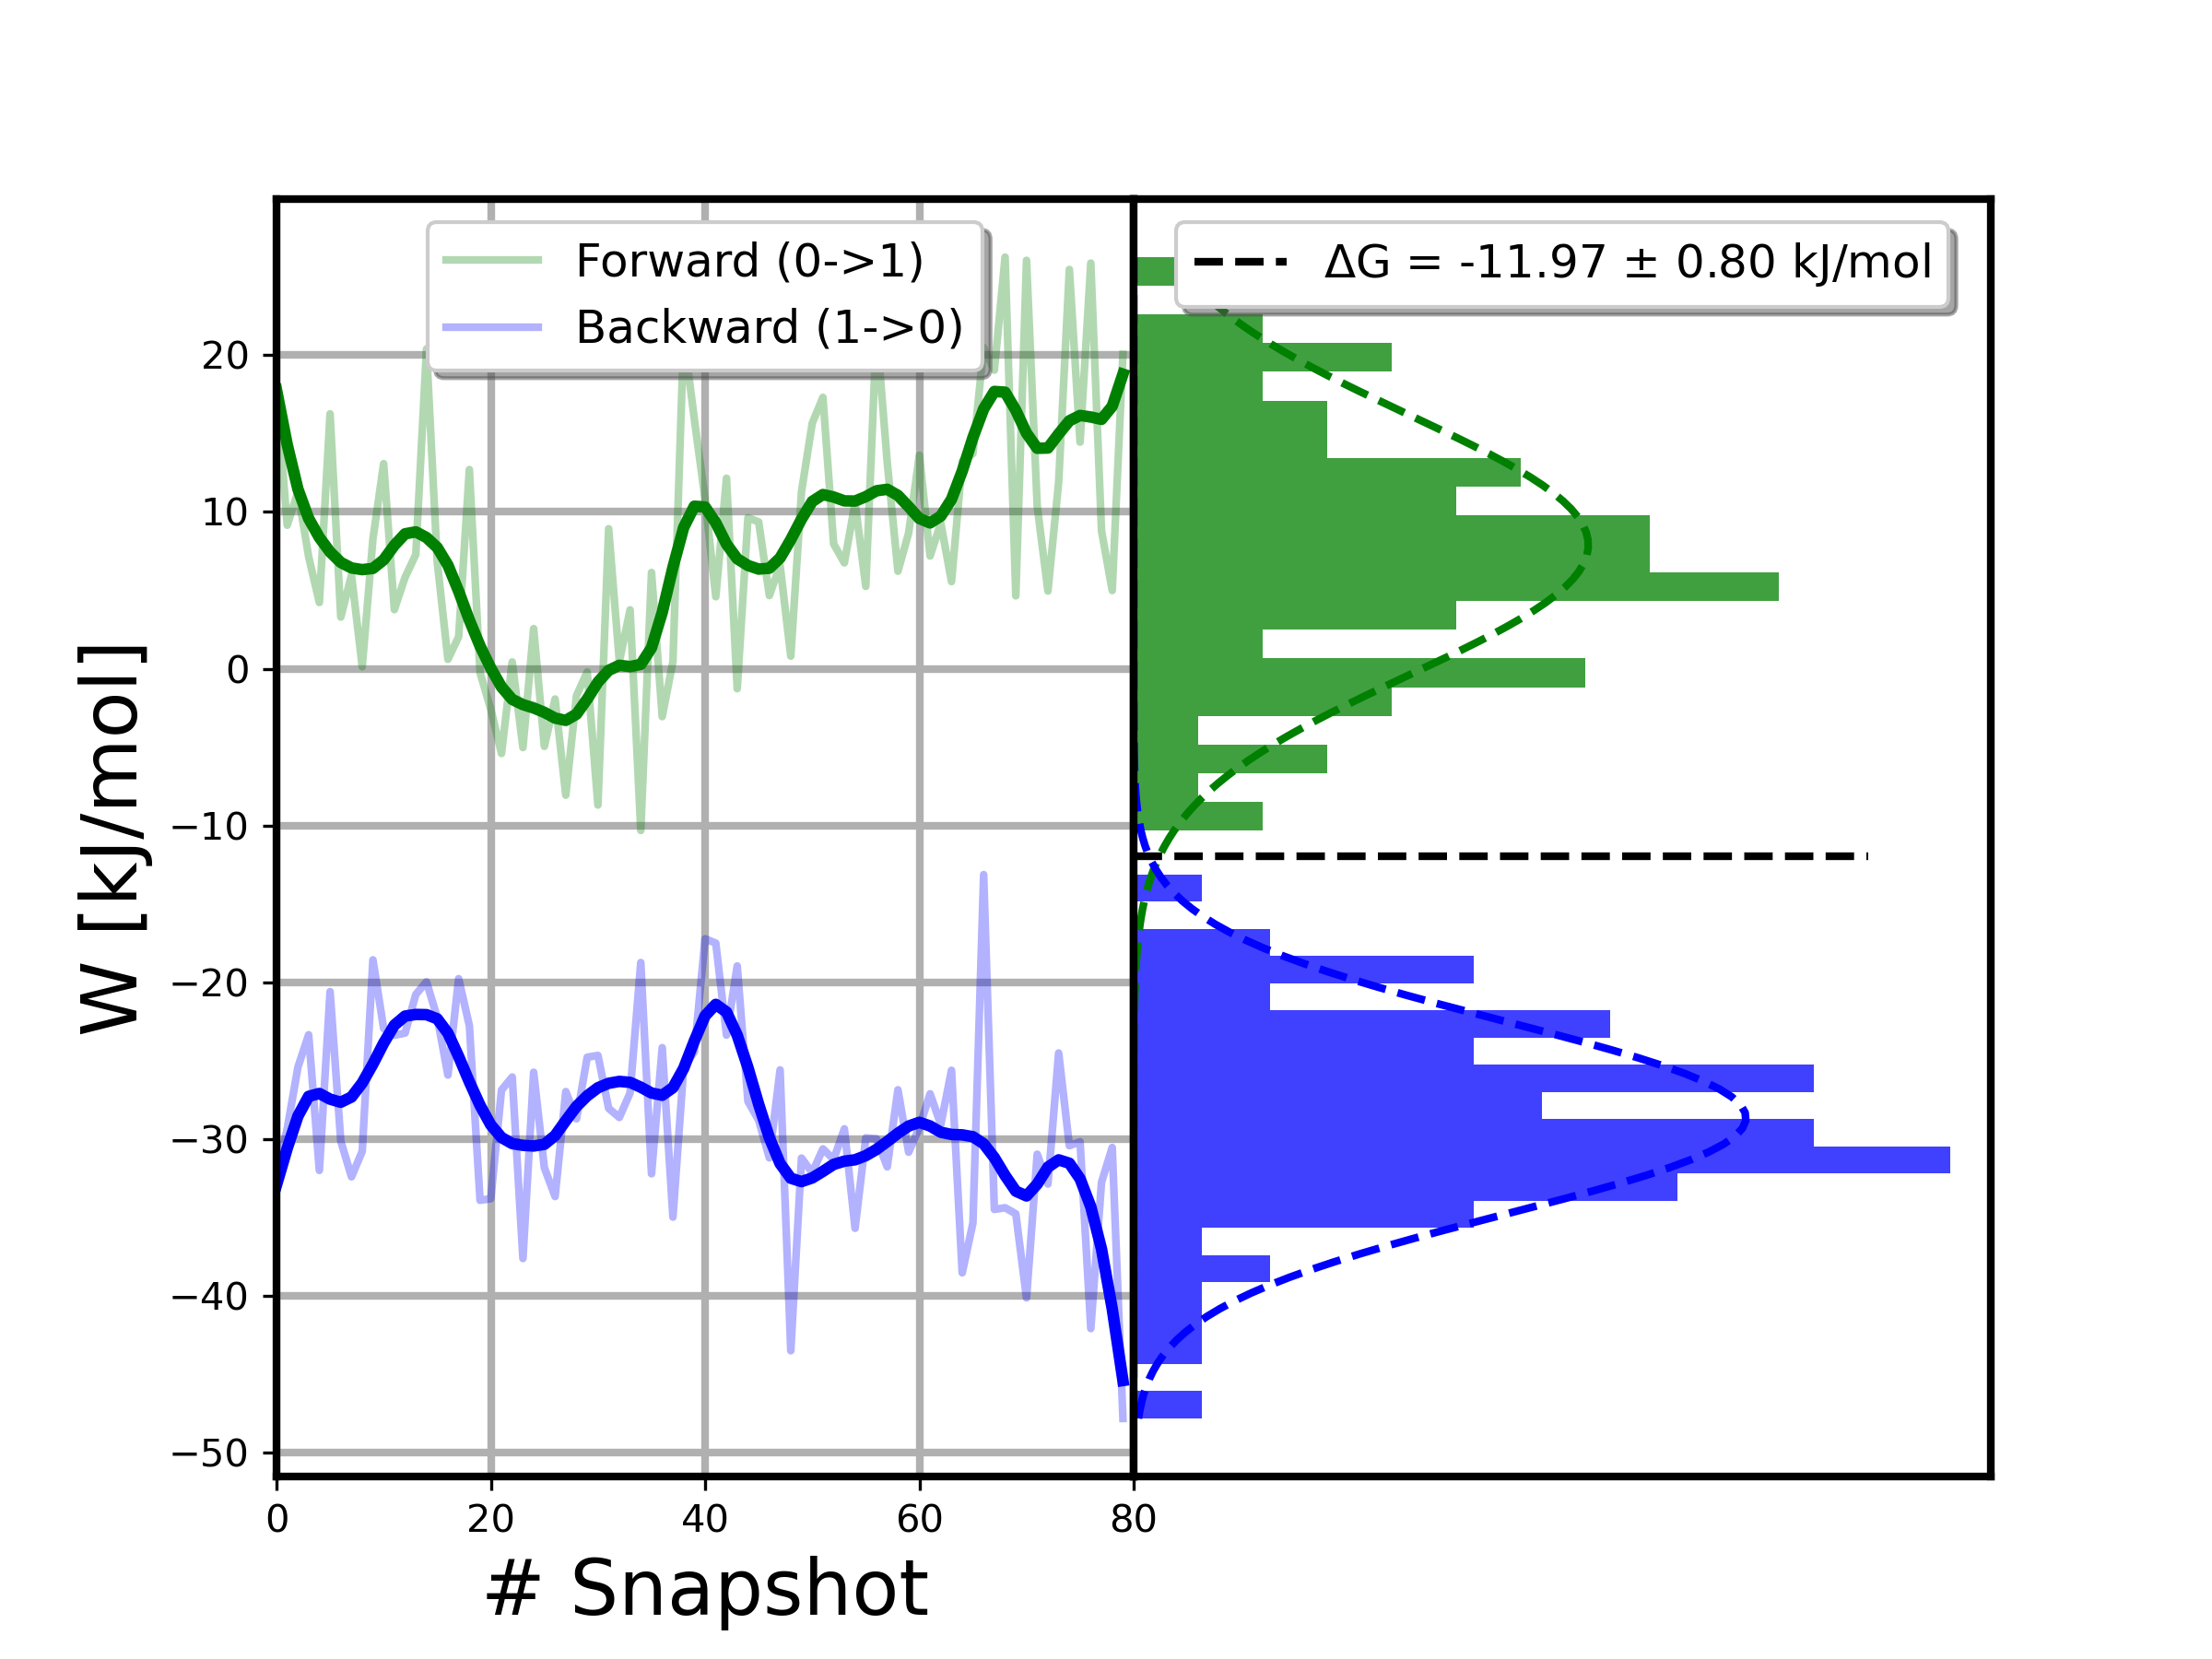 Forward (0->1)
Backward (1->0)
ΔG = -11.97 ± 0.80 kJ/mol
W [kJ/mol]
20
10
0
−10
−20
−30
−40
−50
0 20 40 60 80
# Snapshot